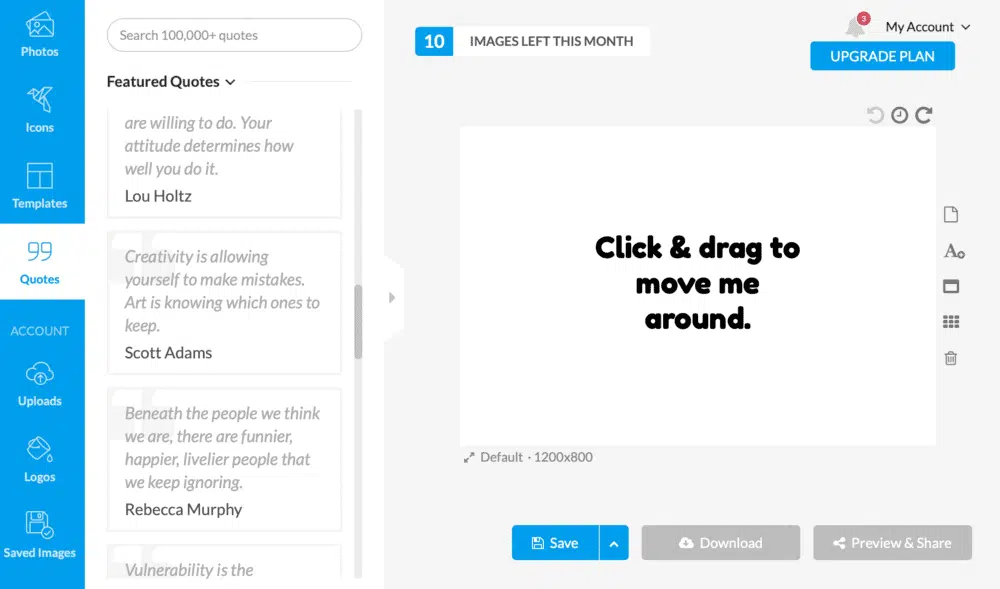 Photos
Icons
Templates
Quotes
ACCOUNT
Uploads
Logos
Saved Images
Search 100,000+ quotes
Featured Quotes
are willing to do. Your
attitude determines how
well you do it.
Lou Holtz
Creativity is allowing
yourself to make mistakes.
Art is knowing which ones to
keep.
Scott Adams
Beneath the people we think
we are, there are funnier,
happier, livelier people that
we keep ignoring.
Rebecca Murphy
Vulnerability is the
10 IMAGES LEFT THIS MONTH
3
My Account
UPGRADE PLAN
Click & drag to
move me
around.
A
Default · 1200x800
Save
Download
Preview & Share